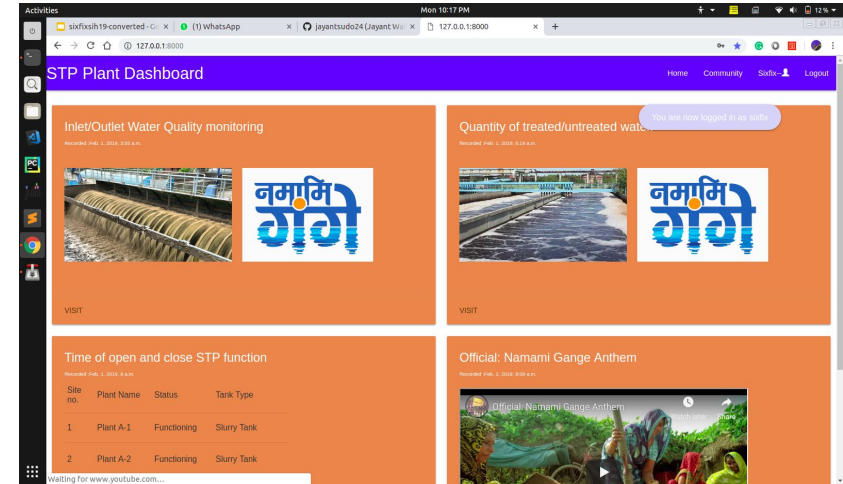 Activities
Mon 10:17 PM
12%
sixfixsih19-converted - Go
(1) WhatsApp
jayantsudo24 (Jayant Wa
127.0.0.1:8000
127.0.0.1:8000
STP Plant Dashboard
Home
Community
Sixfix--
Logout
You are now logged in as sixfix
Inlet/Outlet Water Quality monitoring
नमामि
गंगे
VISIT
Quantity of treated/untreated water
नमामि
गंगे
VISIT
Time of open and close STP function
Site no. Plant Name Status Tank Type
1 Plant A-1 Functioning Slurry Tank
2 Plant A-2 Functioning Slurry Tank
Official: Namami Gange Anthem
Official: Namami Gange Anthem
Watch later
Share
Waiting for www.youtube.com...